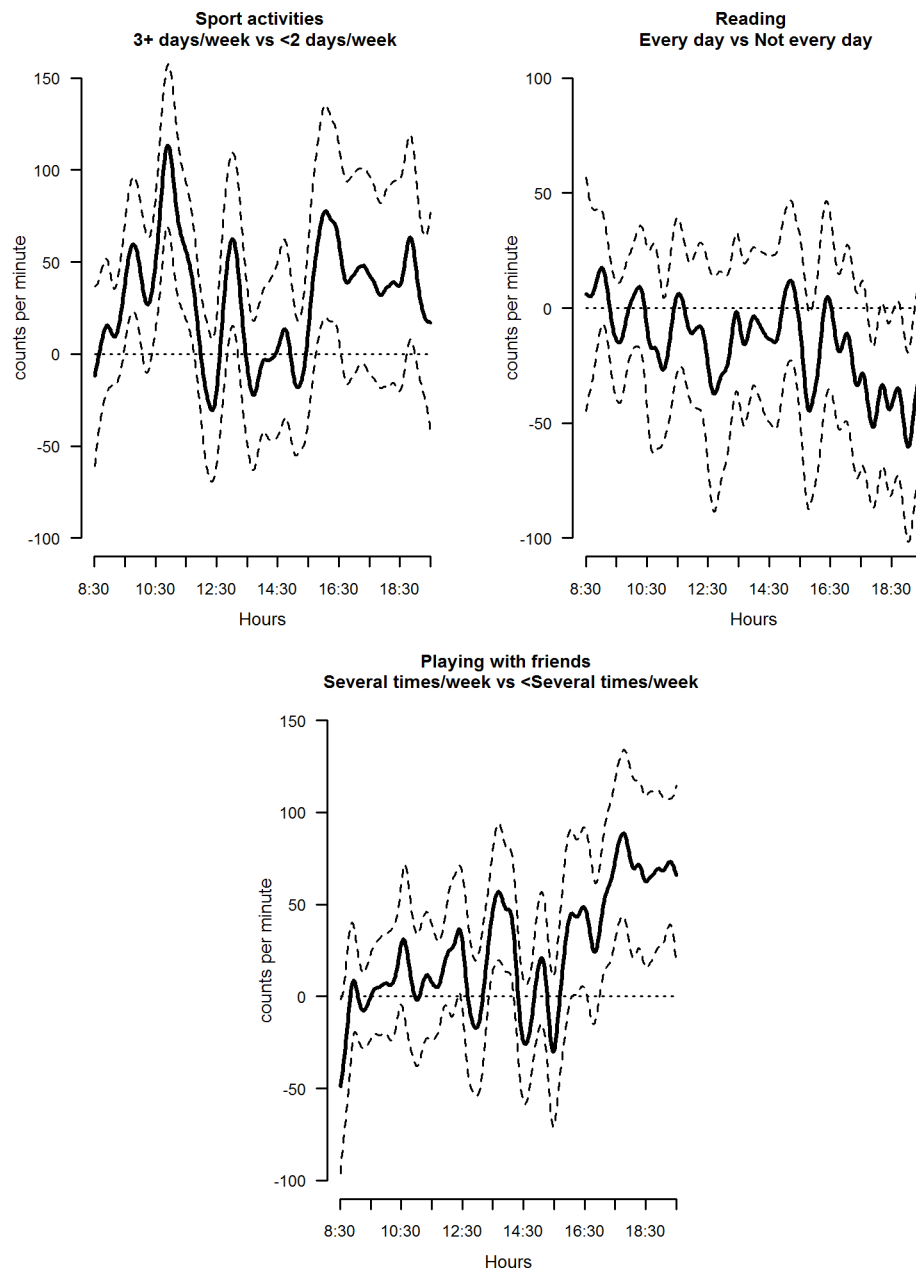 Sport activities
3+ days/week vs <2 days/week
150
100
50
0
-50
-100
counts per minute
8:30 10:30 12:30 14:30 16:30 18:30
Hours
Reading
Every day vs Not every day
100
50
0
-50
-100
counts per minute
8:30 10:30 12:30 14:30 16:30 18:30
Hours
Playing with friends
Several times/week vs <Several times/week
150
100
50
0
-50
-100
counts per minute
8:30 10:30 12:30 14:30 16:30 18:30
Hours